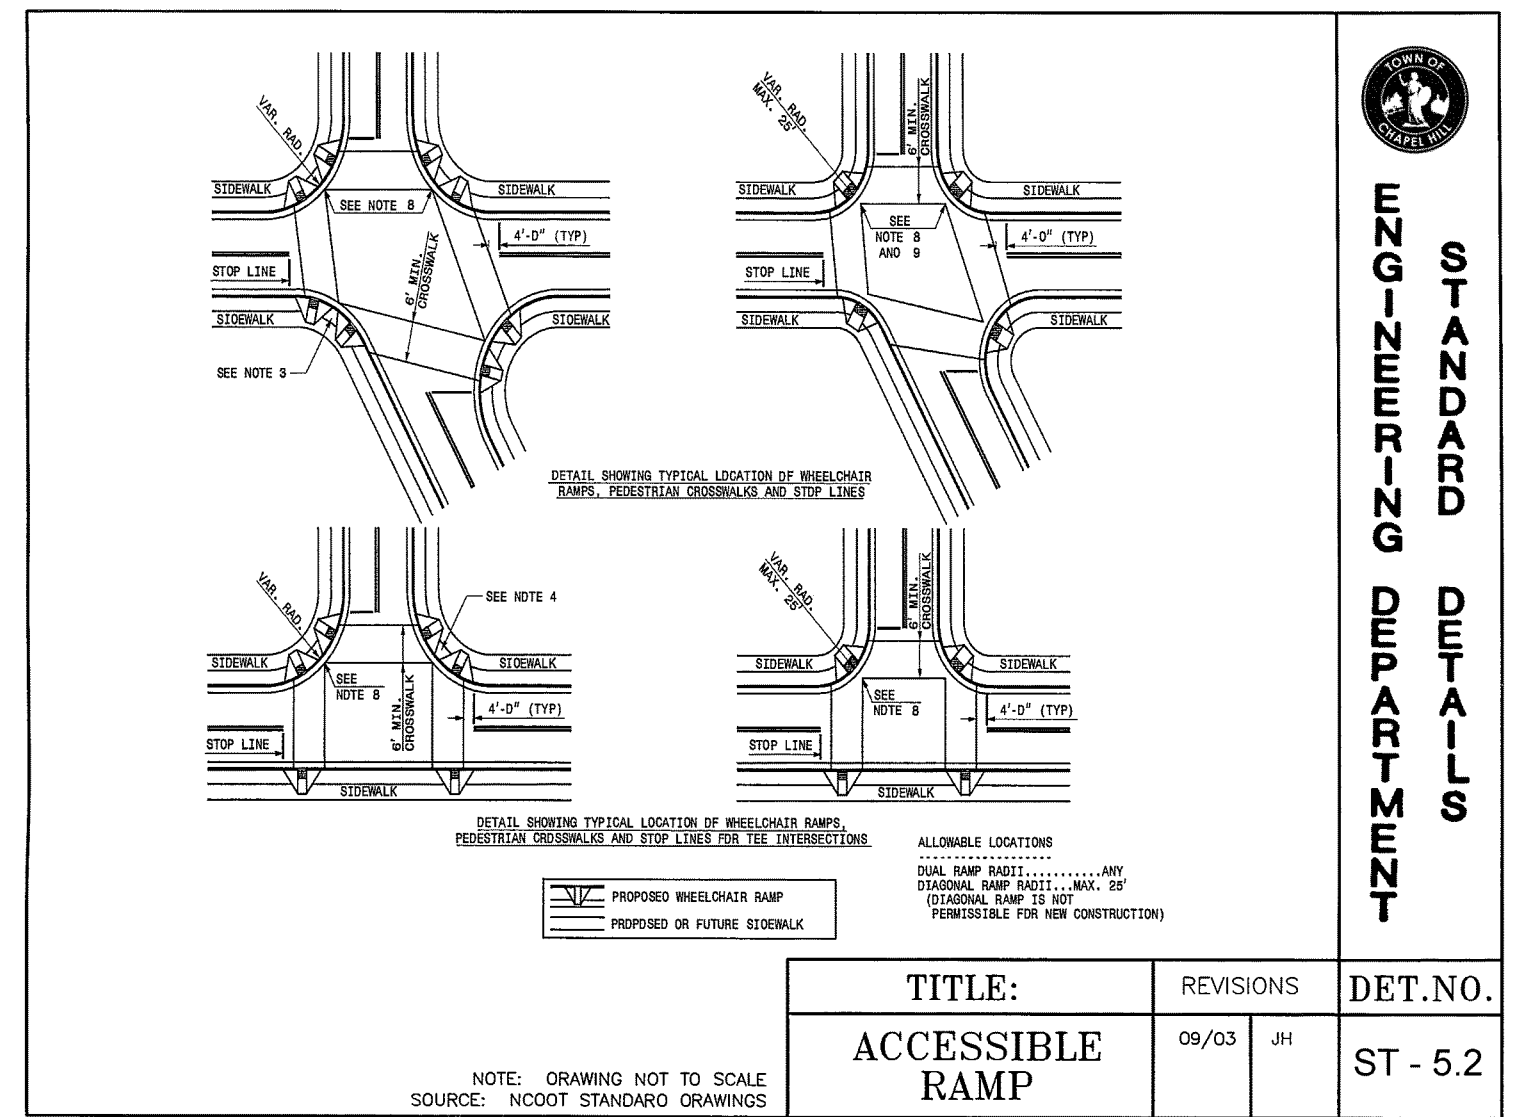 VAR. RAD.
SIDEWALK
SIDEWALK
SEE NOTE 8
4'-D" (TYP)
6' MIN.
CROSSWALK
STOP LINE
SIOEWALK
SIOEWALK
SEE NOTE 3
VAR. RAD.
MAX. 25'
6' MIN.
CROSSWALK
SIDEWALK
SIDEWALK
SEE
NOTE 8
ANO 9
4'-0" (TYP)
STOP LINE
SIDEWALK
SIDEWALK
DETAIL SHOWING TYPICAL LDCATION DF WHEELCHAIR
RAMPS, PEDESTRIAN CROSSWALKS AND STDP LINES
VAR. RAD.
SEE NDTE 4
SIDEWALK
SIOEWALK
SEE
NDTE 8
6' MIN.
CROSSWALK
4'-D" (TYP)
STOP LINE
SIDEWALK
VAR. RAD.
MAX. 25'
6' MIN.
CROSSWALK
SIDEWALK
SIDEWALK
SEE
NDTE 8
4'-D" (TYP)
STOP LINE
SIDEWALK
DETAIL SHOWING TYPICAL LOCATION DF WHEELCHAIR RAMPS,
PEDESTRIAN CRDSSWALKS AND STOP LINES FDR TEE INTERSECTIONS
PROPOSEO WHEELCHAIR RAMP
PRDPDSED OR FUTURE SIOEWALK
ALLOWABLE LOCATIONS
-------------------
DUAL RAMP RADII...........ANY
DIAGONAL RAMP RADII...MAX. 25'
(DIAGONAL RAMP IS NOT
PERMISSI8LE FDR NEW CONSTRUCTION)
NOTE: ORAWING NOT TO SCALE
SOURCE: NCOOT STANDARO ORAWINGS
TOWN OF
CHAPEL HILL
ENGINEERING DEPARTMENT
STANDARD DETAILS
TITLE:
ACCESSIBLE
RAMP
REVISIONS
09/03 JH
DET.NO.
ST - 5.2